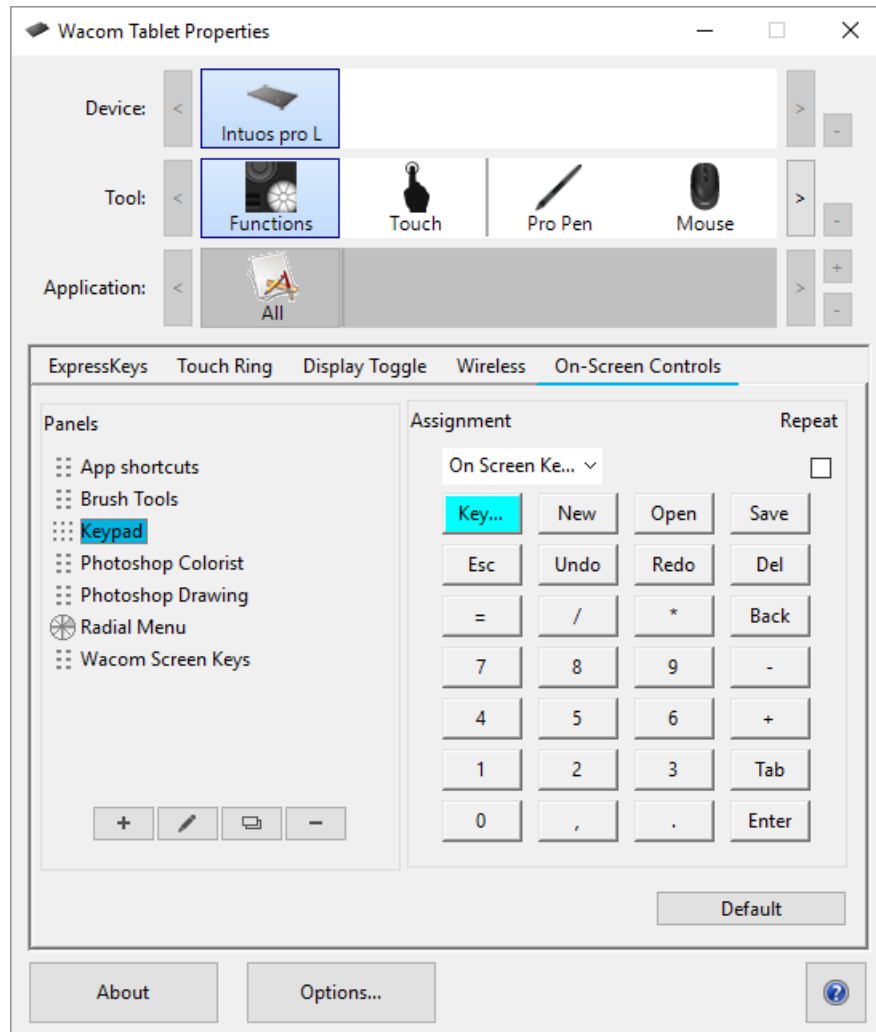 Wacom Tablet Properties
Device: < Intuos pro L > -
Tool: < Functions Touch Pro Pen Mouse > -
Application: < All > + -
ExpressKeys Touch Ring Display Toggle Wireless On-Screen Controls
Panels
App shortcuts
Brush Tools
Keypad
Photoshop Colorist
Photoshop Drawing
Radial Menu
Wacom Screen Keys
+ −
Assignment Repeat
On Screen Ke...
Key... New Open Save
Esc Undo Redo Del
= / * Back
7 8 9 -
4 5 6 +
1 2 3 Tab
0 , . Enter
Default
About Options... ?